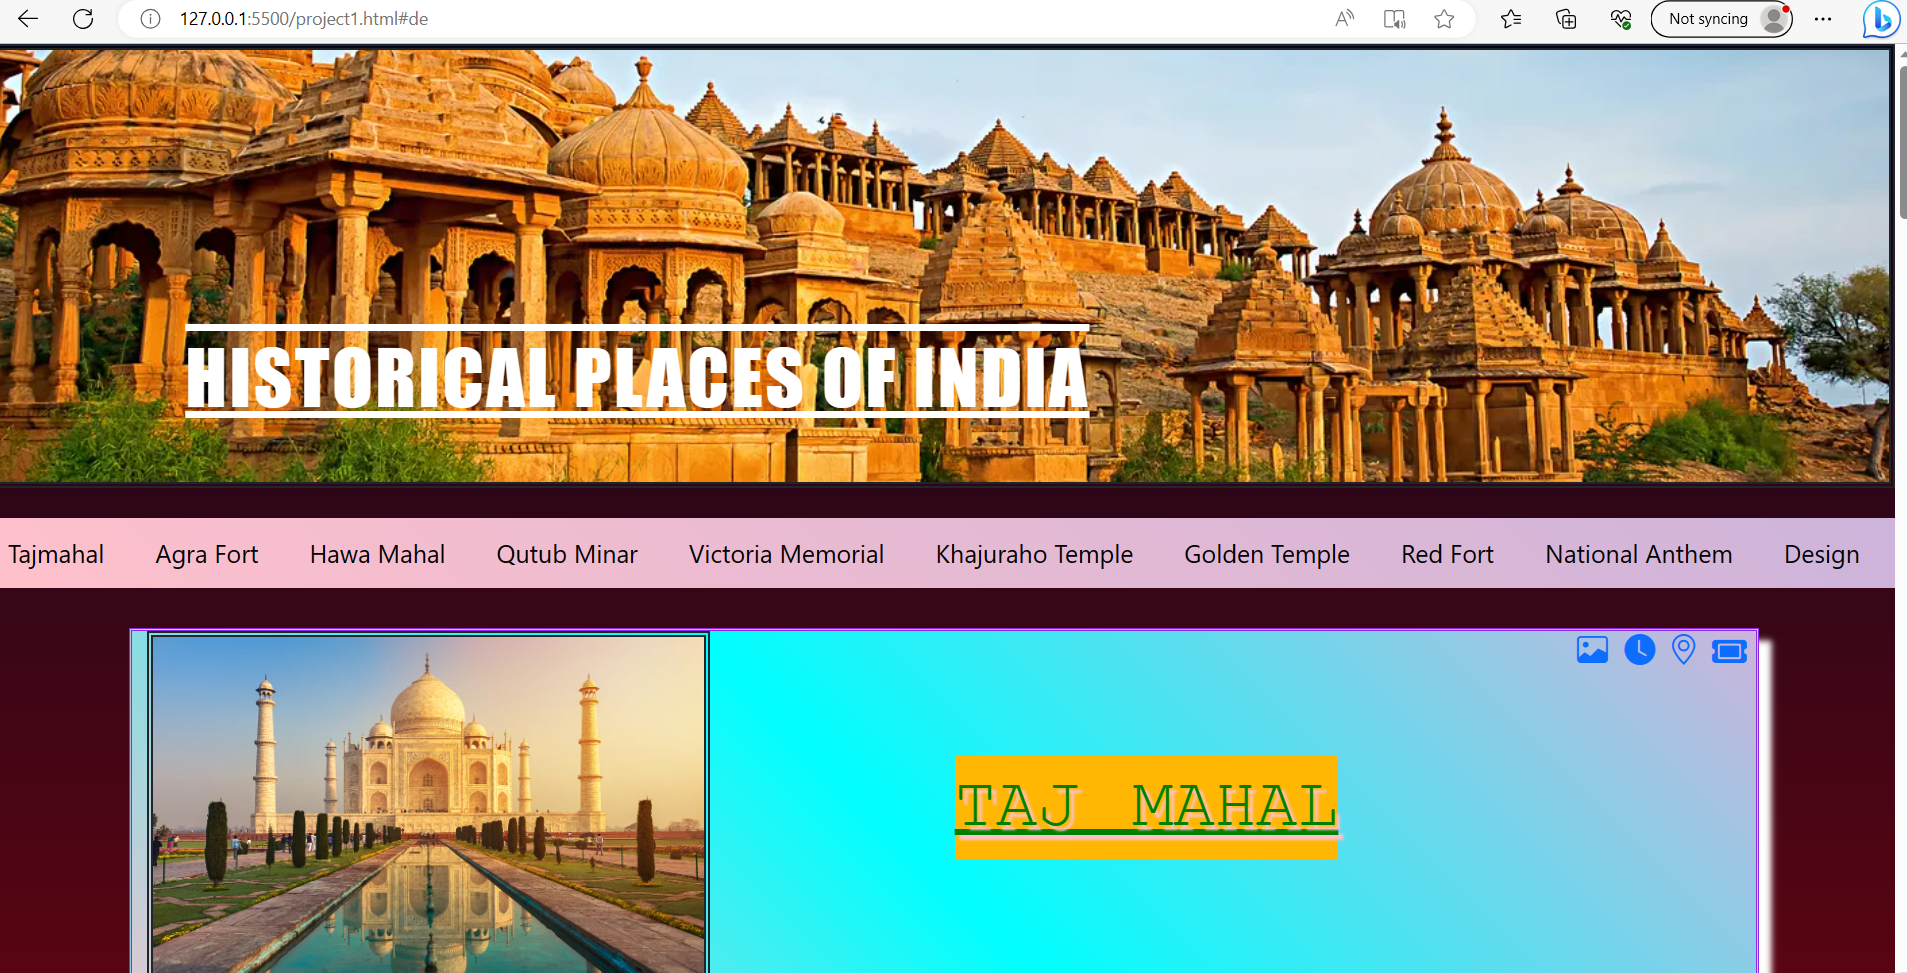 127.0.0.1:5500/project1.html#de
Not syncing
HISTORICAL PLACES OF INDIA
Tajmahal Agra Fort Hawa Mahal Qutub Minar Victoria Memorial Khajuraho Temple Golden Temple Red Fort National Anthem Design
TAJ MAHAL